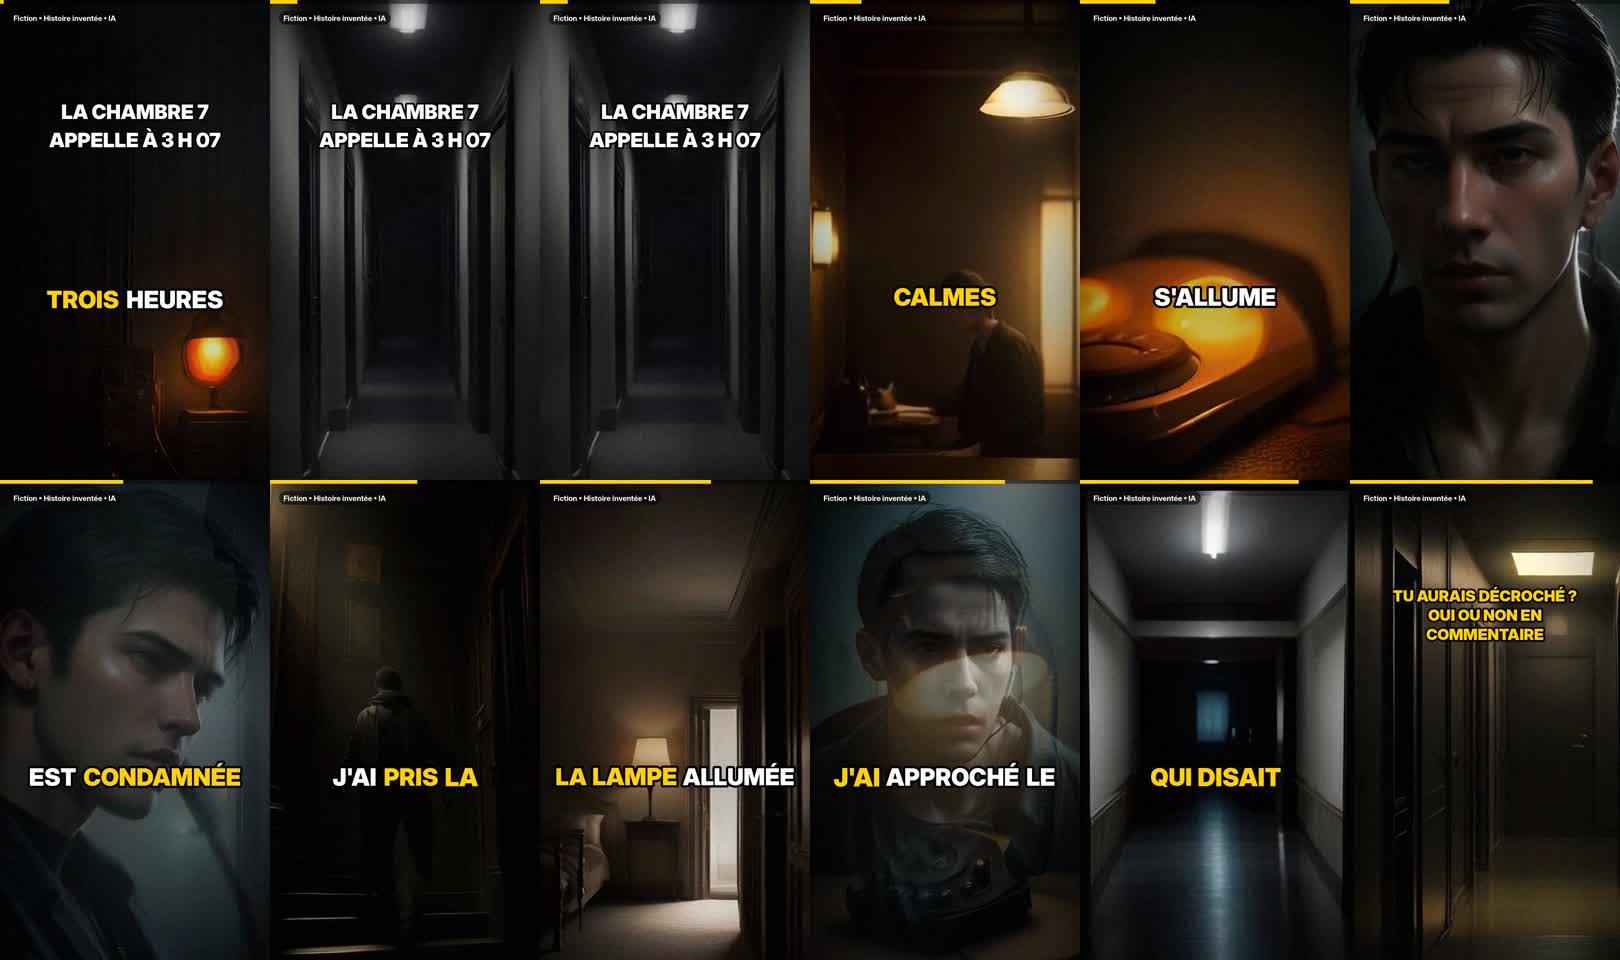 Fiction • Histoire inventée • IA
LA CHAMBRE 7
APPELLE À 3 H 07
TROIS HEURES
Fiction • Histoire inventée • IA
LA CHAMBRE 7
APPELLE À 3 H 07
Fiction • Histoire inventée • IA
LA CHAMBRE 7
APPELLE À 3 H 07
Fiction • Histoire inventée • IA
CALMES
Fiction • Histoire inventée • IA
S'ALLUME
Fiction • Histoire inventée • IA
Fiction • Histoire inventée • IA
EST CONDAMNÉE
Fiction • Histoire inventée • IA
J'AI PRIS LA
Fiction • Histoire inventée • IA
LA LAMPE ALLUMÉE
Fiction • Histoire inventée • IA
J'AI APPROCHÉ LE
Fiction • Histoire inventée • IA
QUI DISAIT
Fiction • Histoire inventée • IA
TU AURAIS DÉCROCHÉ ?
OUI OU NON EN
COMMENTAIRE